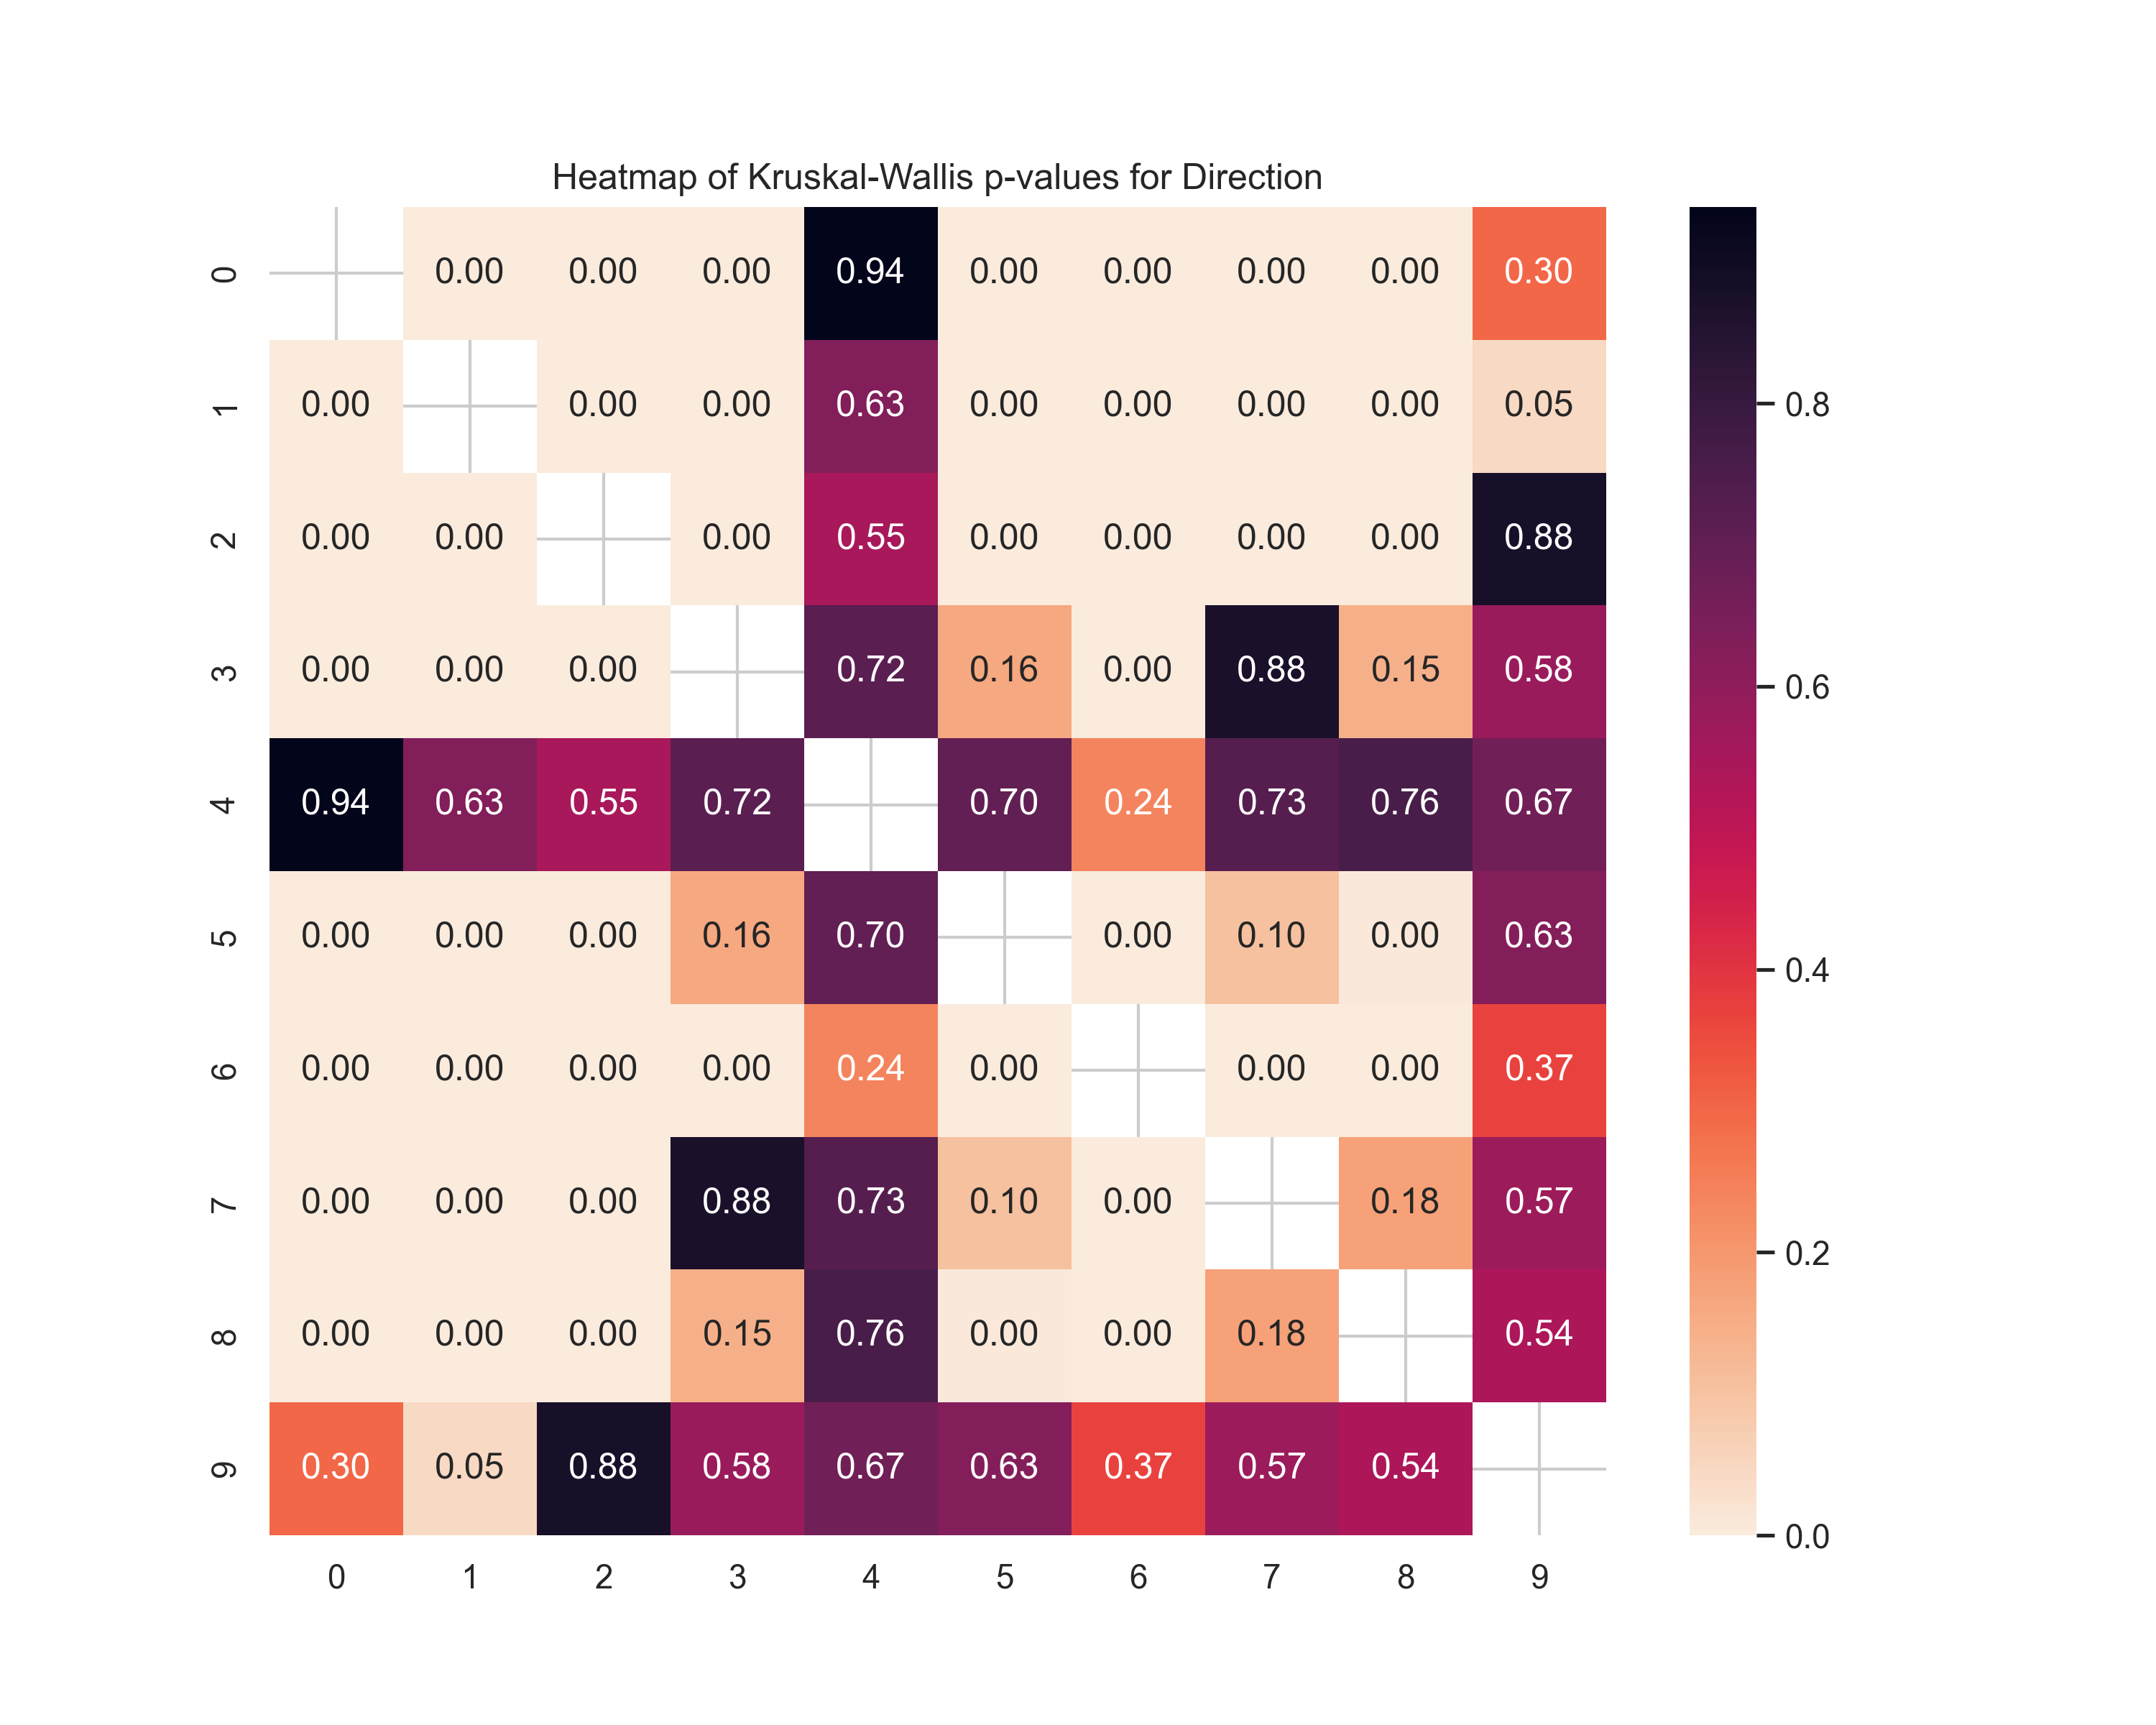 Heatmap of Kruskal-Wallis p-values for Direction
0 0.00 0.00 0.00 0.94 0.00 0.00 0.00 0.00 0.30
1 0.00 0.00 0.00 0.63 0.00 0.00 0.00 0.00 0.05
2 0.00 0.00 0.00 0.55 0.00 0.00 0.00 0.00 0.88
3 0.00 0.00 0.00 0.72 0.16 0.00 0.88 0.15 0.58
4 0.94 0.63 0.55 0.72 0.70 0.24 0.73 0.76 0.67
5 0.00 0.00 0.00 0.16 0.70 0.00 0.10 0.00 0.63
6 0.00 0.00 0.00 0.00 0.24 0.00 0.00 0.00 0.37
7 0.00 0.00 0.00 0.88 0.73 0.10 0.00 0.18 0.57
8 0.00 0.00 0.00 0.15 0.76 0.00 0.00 0.18 0.54
9 0.30 0.05 0.88 0.58 0.67 0.63 0.37 0.57 0.54
0 1 2 3 4 5 6 7 8 9
0.8
0.6
0.4
0.2
0.0